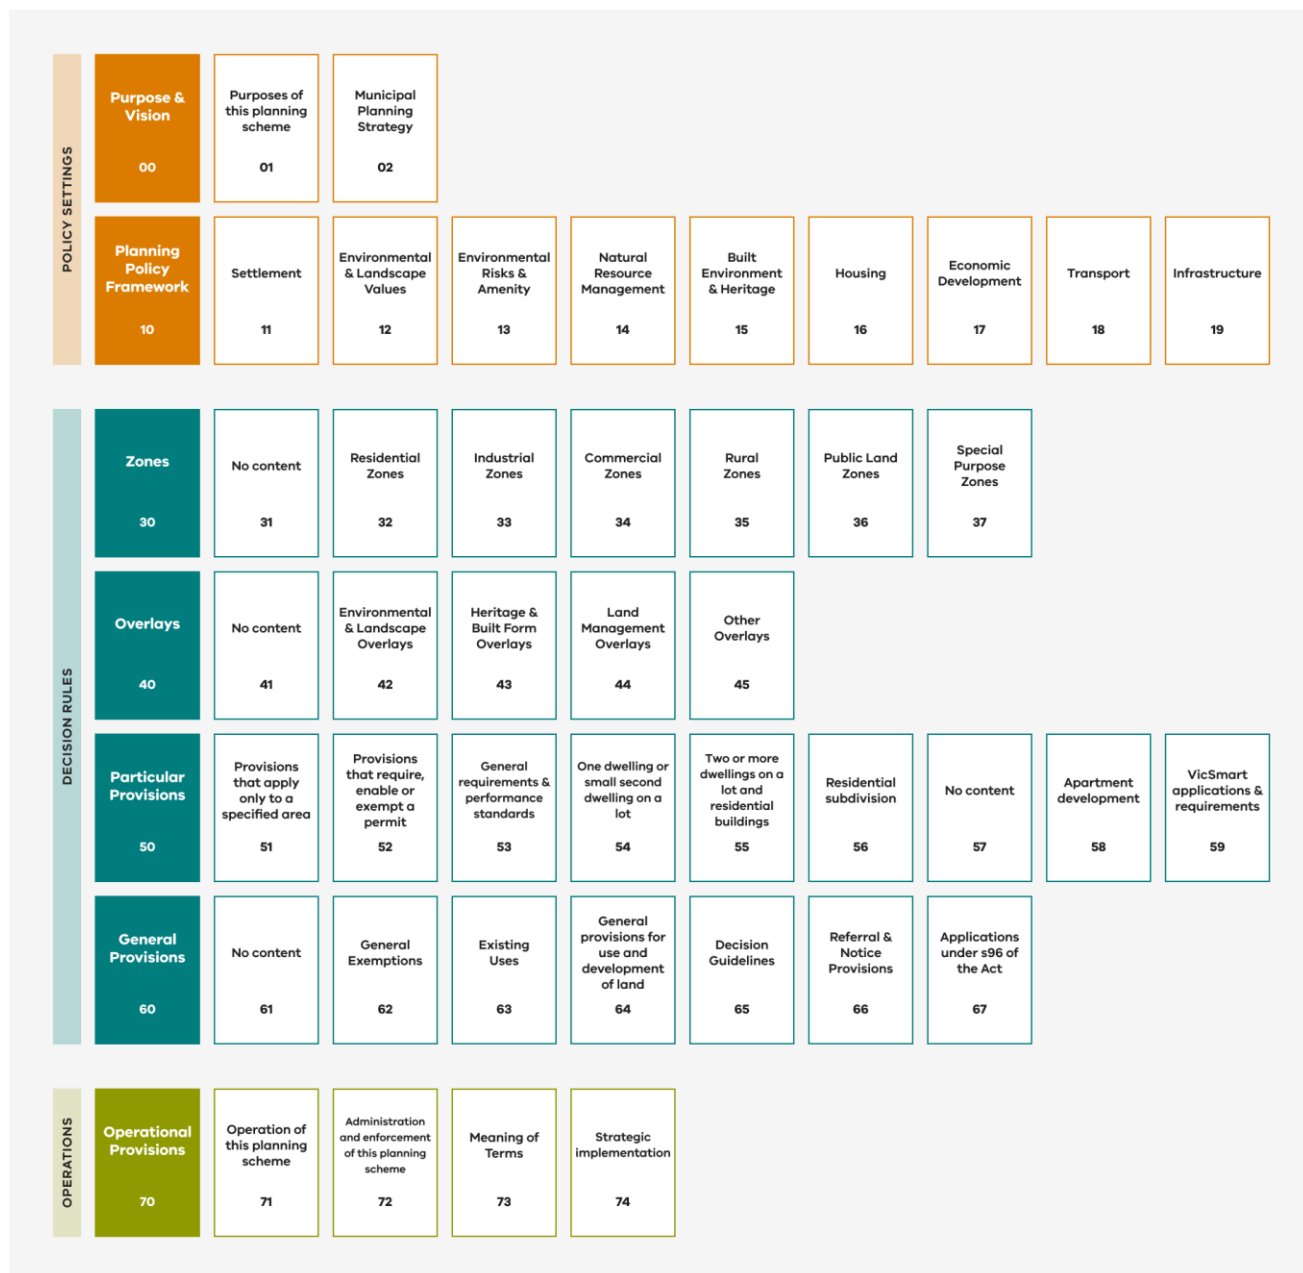 POLICY SETTINGS
Purpose &
Vision
00
Purposes of
this planning
scheme
01
Municipal
Planning
Strategy
02
Planning
Policy
Framework
10
Settlement
11
Environmental
& Landscape
Values
12
Environmental
Risks &
Amenity
13
Natural
Resource
Management
14
Built
Environment
& Heritage
15
Housing
16
Economic
Development
17
Transport
18
Infrastructure
19
DECISION RULES
Zones
30
No content
31
Residential
Zones
32
Industrial
Zones
33
Commercial
Zones
34
Rural
Zones
35
Public Land
Zones
36
Special
Purpose
Zones
37
Overlays
40
No content
41
Environmental
& Landscape
Overlays
42
Heritage &
Built Form
Overlays
43
Land
Management
Overlays
44
Other
Overlays
45
Particular
Provisions
50
Provisions
that apply
only to a
specified area
51
Provisions
that require,
enable or
exempt a
permit
52
General
requirements &
performance
standards
53
One dwelling or
small second
dwelling on a
lot
54
Two or more
dwellings on a
lot and
residential
buildings
55
Residential
subdivision
56
No content
57
Apartment
development
58
VicSmart
applications &
requirements
59
General
Provisions
60
No content
61
General
Exemptions
62
Existing
Uses
63
General
provisions for
use and
development
of land
64
Decision
Guidelines
65
Referral &
Notice
Provisions
66
Applications
under s96 of
the Act
67
OPERATIONS
Operational
Provisions
70
Operation of
this planning
scheme
71
Administration
and enforcement
of this planning
scheme
72
Meaning of
Terms
73
Strategic
implementation
74